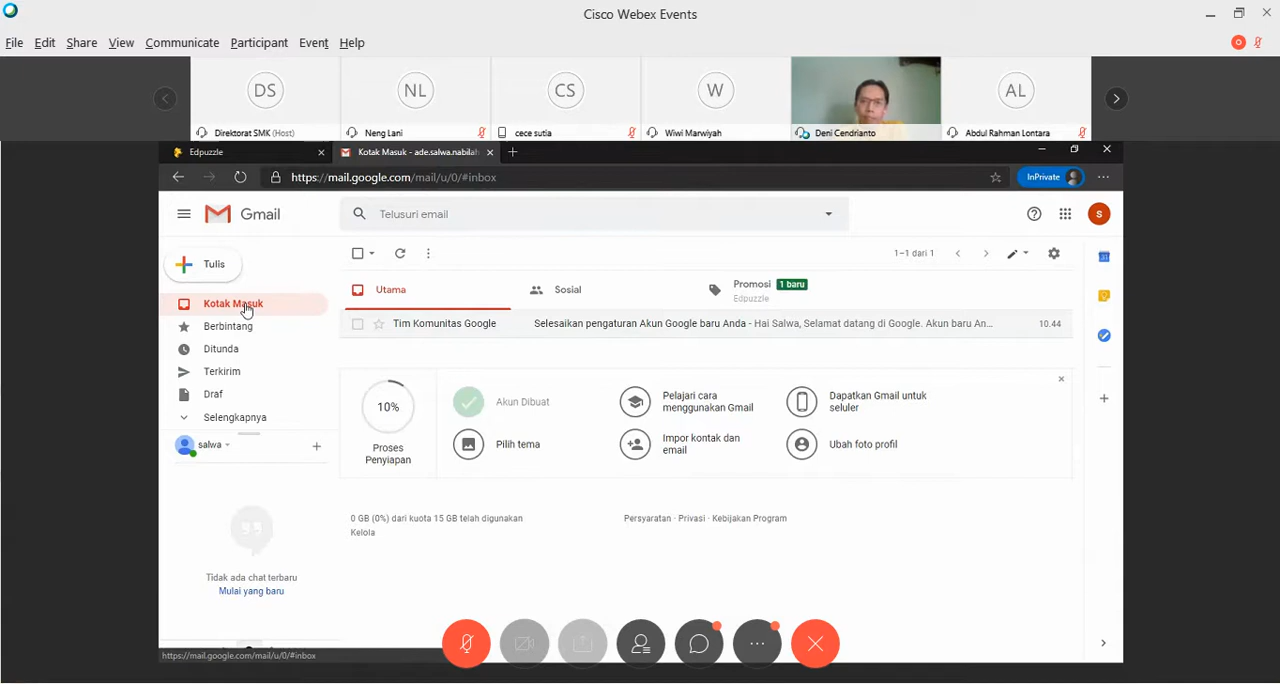 Cisco Webex Events
File Edit Share View Communicate Participant Event Help
DS NL CS W AL
Direktorat SMK (Host) Neng Lani cece sutia Wiwi Marwiyah Deni Cendrianto Abdul Rahman Lontara
Edpuzzle Kotak Masuk - ade.salwa.nabilah
https://mail.google.com/mail/u/0/#inbox InPrivate
Gmail Telusuri email S
Tulis 1–1 dari 1
Utama Sosial Promosi 1 baru
Edpuzzle
Kotak Masuk
Tim Komunitas Google Selesaikan pengaturan Akun Google baru Anda - Hai Salwa, Selamat datang di Google. Akun baru An... 10.44
Berbintang
Ditunda
Terkirim
Draf
Selengkapnya
salwa
10%
Proses
Penyiapan
Akun Dibuat
Pelajari cara
menggunakan Gmail
Dapatkan Gmail untuk
seluler
Pilih tema
Impor kontak dan
email
Ubah foto profil
0 GB (0%) dari kuota 15 GB telah digunakan
Kelola
Persyaratan · Privasi · Kebijakan Program
Tidak ada chat terbaru
Mulai yang baru
https://mail.google.com/mail/u/0/#inbox